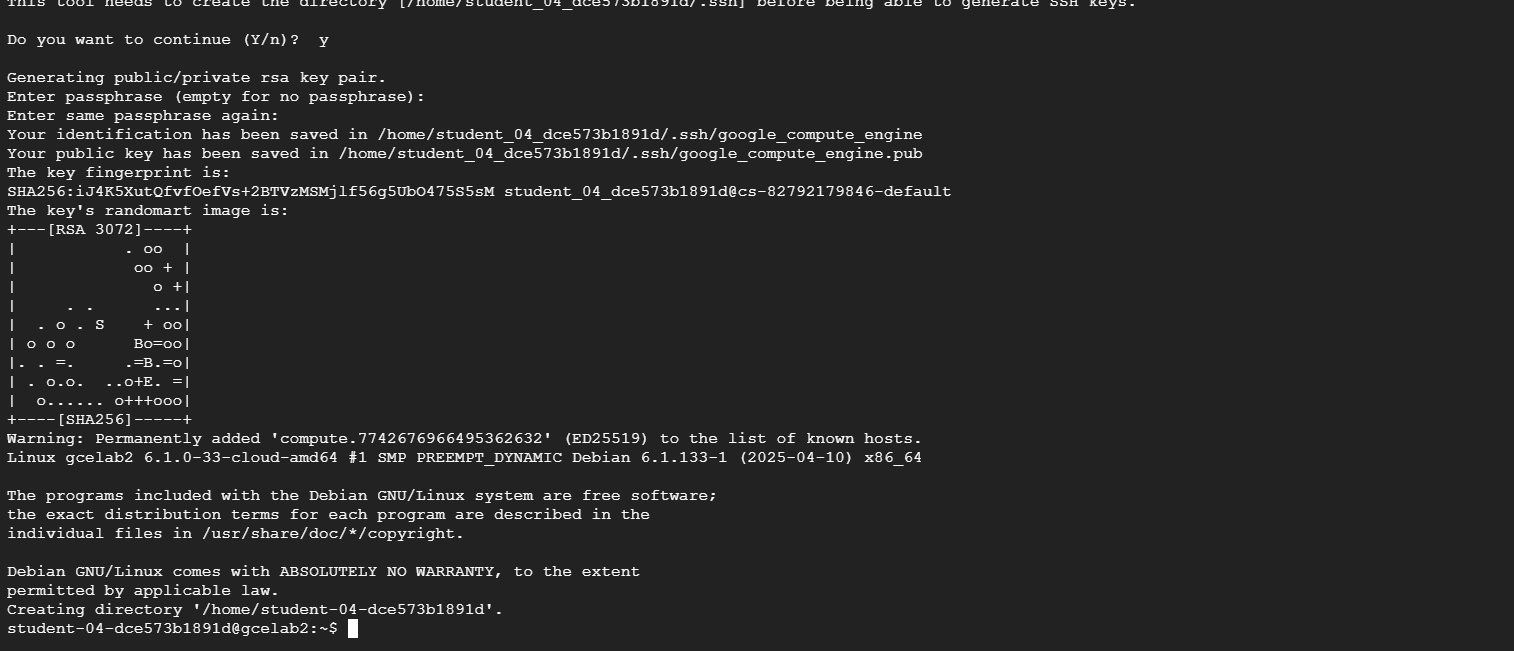 This tool needs to create the directory [/home/student_04_dce573b1891d/.ssh] before being able to generate SSH keys.
Do you want to continue (Y/n)?  y
Generating public/private rsa key pair.
Enter passphrase (empty for no passphrase):
Enter same passphrase again:
Your identification has been saved in /home/student_04_dce573b1891d/.ssh/google_compute_engine
Your public key has been saved in /home/student_04_dce573b1891d/.ssh/google_compute_engine.pub
The key fingerprint is:
SHA256:iJ4K5XutQfvfOefVs+2BTVzMSMjlf56g5UbO475S5sM student_04_dce573b1891d@cs-82792179846-default
The key's randomart image is:
+---[RSA 3072]----+
|            . oo  |
|             oo + |
|               o +|
|      . .      ...|
|  . o . S    + oo|
| o o o      Bo=oo|
|. . =.     .=B.=o|
| . o.o.  ..o+E. =|
|  o...... o+++ooo|
+----[SHA256]-----+
Warning: Permanently added 'compute.7742676966495362632' (ED25519) to the list of known hosts.
Linux gcelab2 6.1.0-33-cloud-amd64 #1 SMP PREEMPT_DYNAMIC Debian 6.1.133-1 (2025-04-10) x86_64
The programs included with the Debian GNU/Linux system are free software;
the exact distribution terms for each program are described in the
individual files in /usr/share/doc/*/copyright.
Debian GNU/Linux comes with ABSOLUTELY NO WARRANTY, to the extent
permitted by applicable law.
Creating directory '/home/student-04-dce573b1891d'.
student-04-dce573b1891d@gcelab2:~$